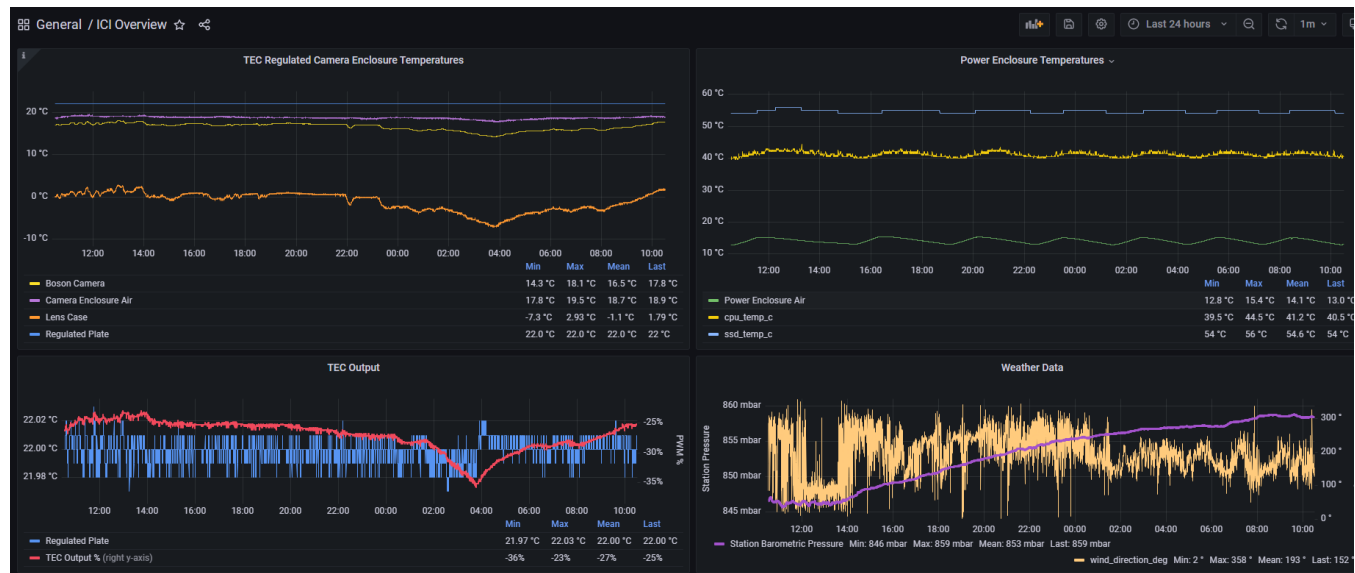 General / ICI Overview
Last 24 hours
1m
i
TEC Regulated Camera Enclosure Temperatures
20 °C
10 °C
0 °C
-10 °C
12:00 14:00 16:00 18:00 20:00 22:00 00:00 02:00 04:00 06:00 08:00 10:00
Min Max Mean Last
Boson Camera 14.3 °C 18.1 °C 16.5 °C 17.8 °C
Camera Enclosure Air 17.8 °C 19.5 °C 18.7 °C 18.9 °C
Lens Case -7.3 °C 2.93 °C -1.1 °C 1.79 °C
Regulated Plate 22.0 °C 22.0 °C 22.0 °C 22 °C
Power Enclosure Temperatures
60 °C
50 °C
40 °C
30 °C
20 °C
10 °C
12:00 14:00 16:00 18:00 20:00 22:00 00:00 02:00 04:00 06:00 08:00 10:00
Min Max Mean Last
Power Enclosure Air 12.8 °C 15.4 °C 14.1 °C 13.0 °C
cpu_temp_c 39.5 °C 44.5 °C 41.2 °C 40.5 °C
ssd_temp_c 54 °C 56 °C 54.6 °C 54 °C
TEC Output
22.02 °C
22.00 °C
21.98 °C
-25%
-30%
-35%
PWM %
12:00 14:00 16:00 18:00 20:00 22:00 00:00 02:00 04:00 06:00 08:00 10:00
Min Max Mean Last
Regulated Plate 21.97 °C 22.03 °C 22.00 °C 22.00 °C
TEC Output % (right y-axis) -36% -23% -27% -25%
Weather Data
Station Pressure
860 mbar
855 mbar
850 mbar
845 mbar
300 °
200 °
100 °
0 °
12:00 14:00 16:00 18:00 20:00 22:00 00:00 02:00 04:00 06:00 08:00 10:00
Station Barometric Pressure Min: 846 mbar Max: 859 mbar Mean: 853 mbar Last: 859 mbar
wind_direction_deg Min: 2 ° Max: 358 ° Mean: 193 ° Last: 152 °